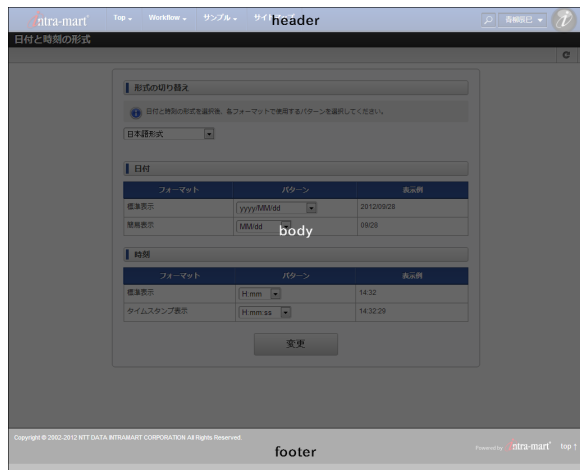 intra-mart Top Workflow サンプル サイト header 青柳辰巳
日付と時刻の形式
形式の切り替え
日付と時刻の形式を選択後、各フォーマットで使用するパターンを選択してください。
日本語形式
日付
フォーマット パターン 表示例
標準表示 yyyy/MM/dd 2012/09/28
簡易表示 MM/dd 09/28
body
時刻
フォーマット パターン 表示例
標準表示 H:mm 14:32
タイムスタンプ表示 H:mm:ss 14:32:29
変更
Copyright © 2002-2012 NTT DATA INTRAMART CORPORATION All Rights Reserved.
footer
Powered by intra-mart top ↑